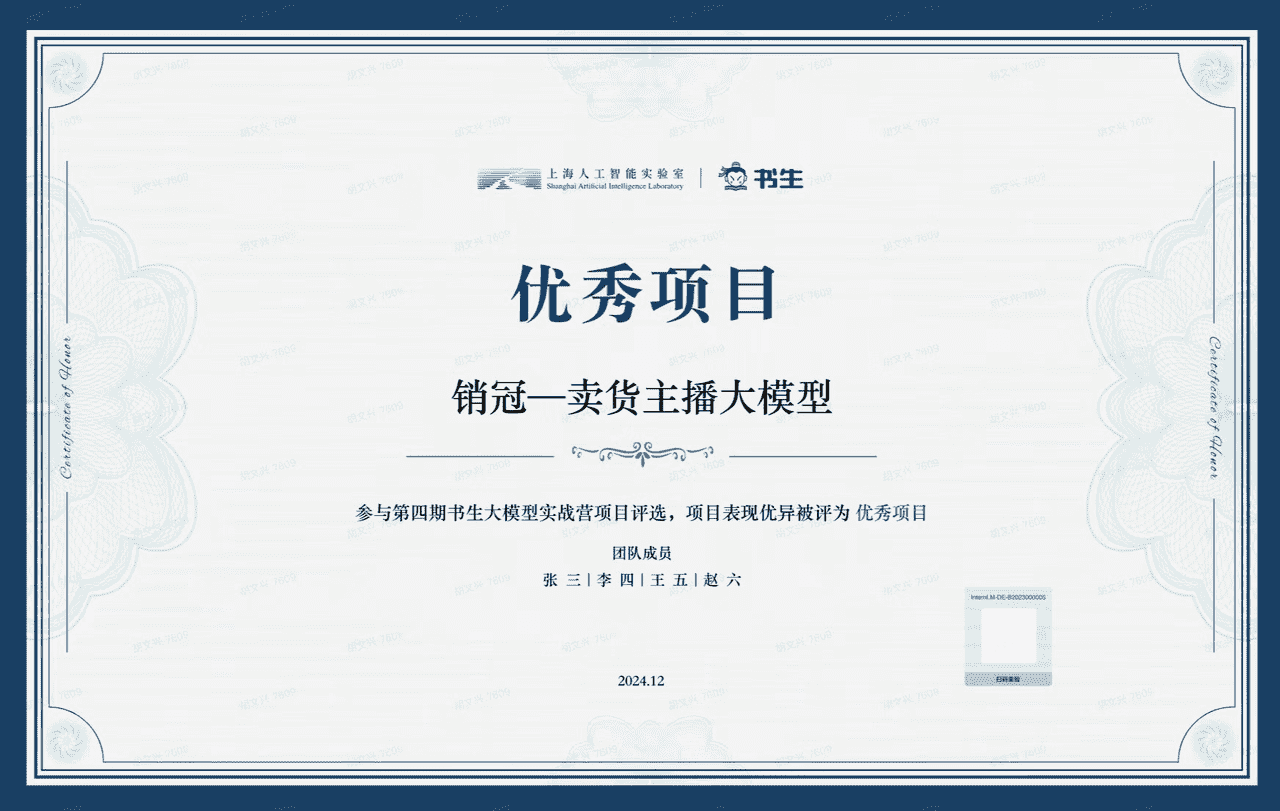 上海人工智能实验室
Shanghai Artificial Intelligence Laboratory
书生
优秀项目
销冠—卖货主播大模型
参与第四期书生大模型实战营项目评选，项目表现优异被评为 优秀项目
团队成员
张 三 | 李 四 | 王 五 | 赵 六
2024.12
扫码查验
Certificate of Honor
Certificate of Honor